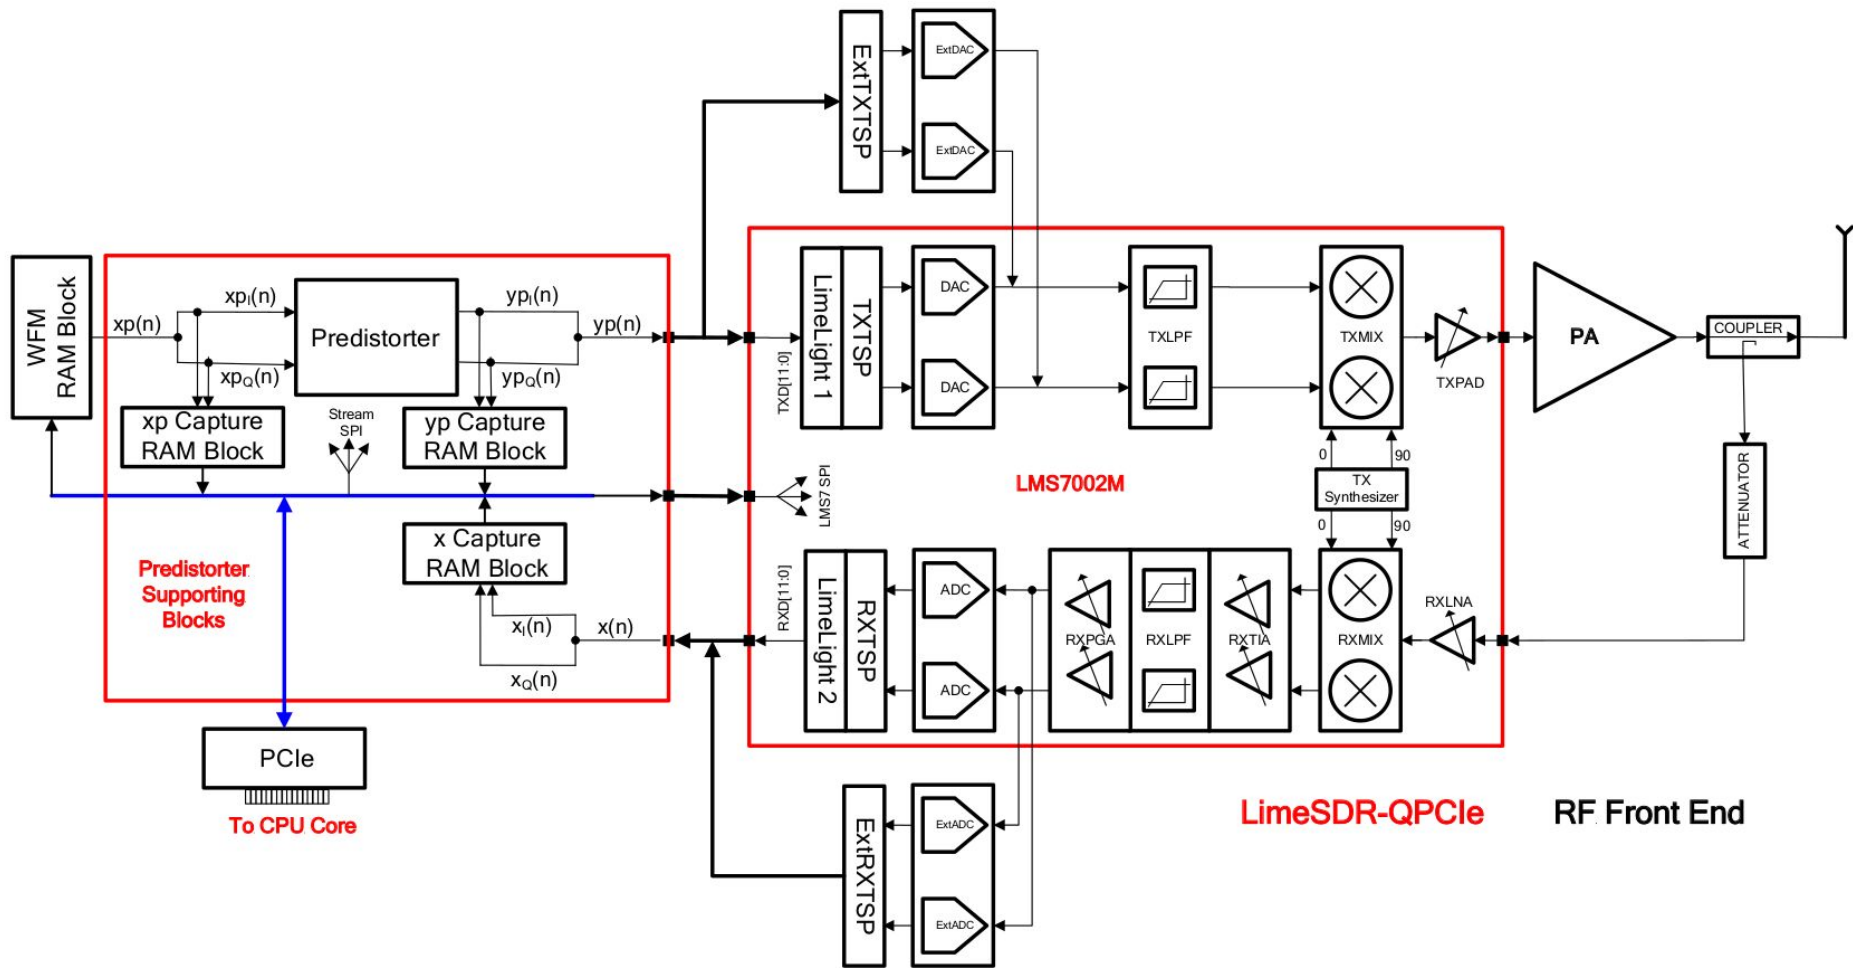 ExtTXTSP
ExtDAC
ExtDAC
WFM
RAM Block
xp(n)
xpI(n)
xpQ(n)
Predistorter
ypI(n)
ypQ(n)
yp(n)
xp Capture
RAM Block
Stream
SPI
yp Capture
RAM Block
x Capture
RAM Block
Predistorter
Supporting
Blocks
xI(n)
x(n)
xQ(n)
PCIe
To CPU Core
TXD[11:0]
LimeLight 1
TXTSP
DAC
DAC
TXLPF
TXMIX
TXPAD
PA
COUPLER
ATTENUATOR
LMS7 SPI
LMS7002M
0
90
TX
Synthesizer
0
90
RXD[11:0]
LimeLight 2
RXTSP
ADC
ADC
RXPGA
RXLPF
RXTIA
RXMIX
RXLNA
ExtRXTSP
ExtADC
ExtADC
LimeSDR-QPCIe
RF Front End